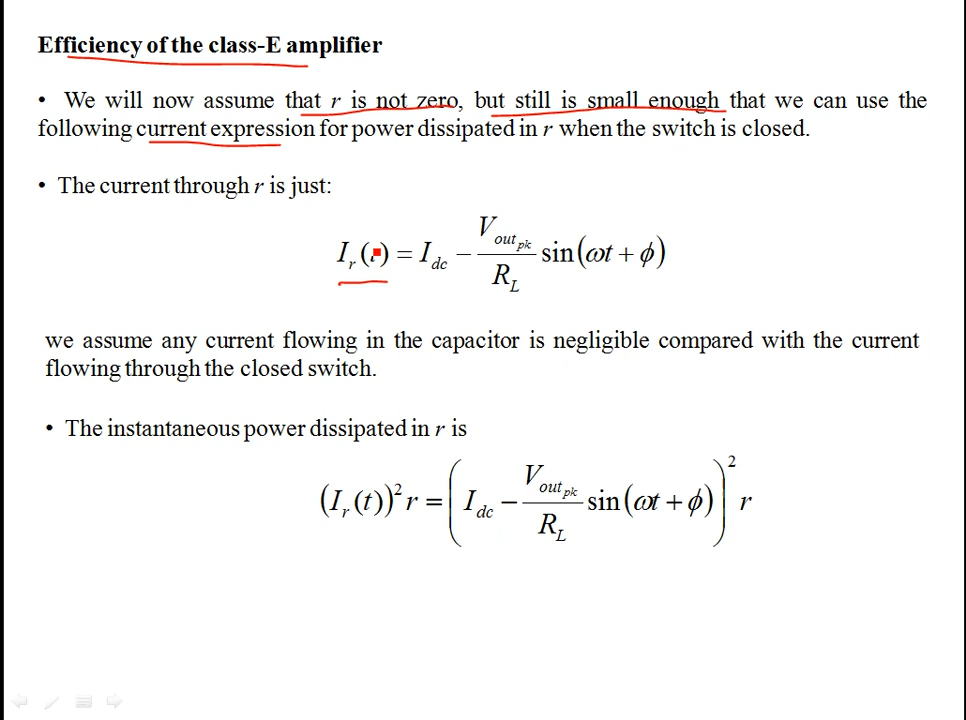 Efficiency of the class-E amplifier
• We will now assume that r is not zero, but still is small enough that we can use the
following current expression for power dissipated in r when the switch is closed.
• The current through r is just:
I_r(t) = I_dc − V_out_pk / R_L sin(ωt + ϕ)
we assume any current flowing in the capacitor is negligible compared with the current
flowing through the closed switch.
• The instantaneous power dissipated in r is
(I_r(t))² r = (I_dc − V_out_pk / R_L sin(ωt + ϕ))² r